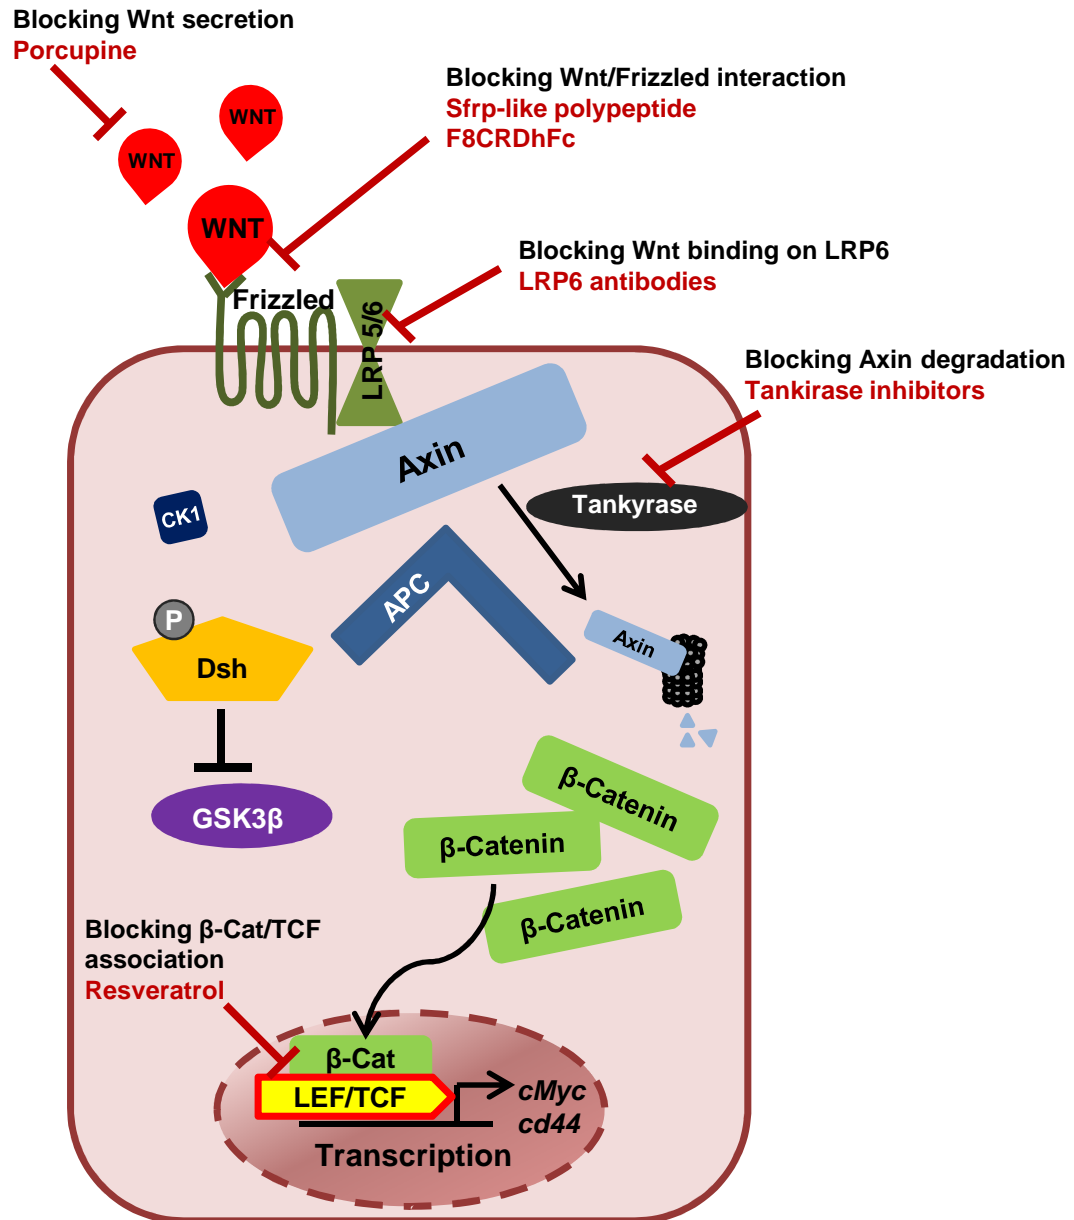 Blocking Wnt secretion
Porcupine
Blocking Wnt/Frizzled interaction
Sfrp-like polypeptide
F8CRDhFc
WNT
WNT
WNT
Blocking Wnt binding on LRP6
LRP6 antibodies
Frizzled
LRP 5/6
Blocking Axin degradation
Tankirase inhibitors
Axin
Tankyrase
CK1
APC
P
Axin
Dsh
β-Catenin
GSK3β
β-Catenin
β-Catenin
Blocking β-Cat/TCF
association
Resveratrol
β-Cat
LEF/TCF
cMyc
cd44
Transcription